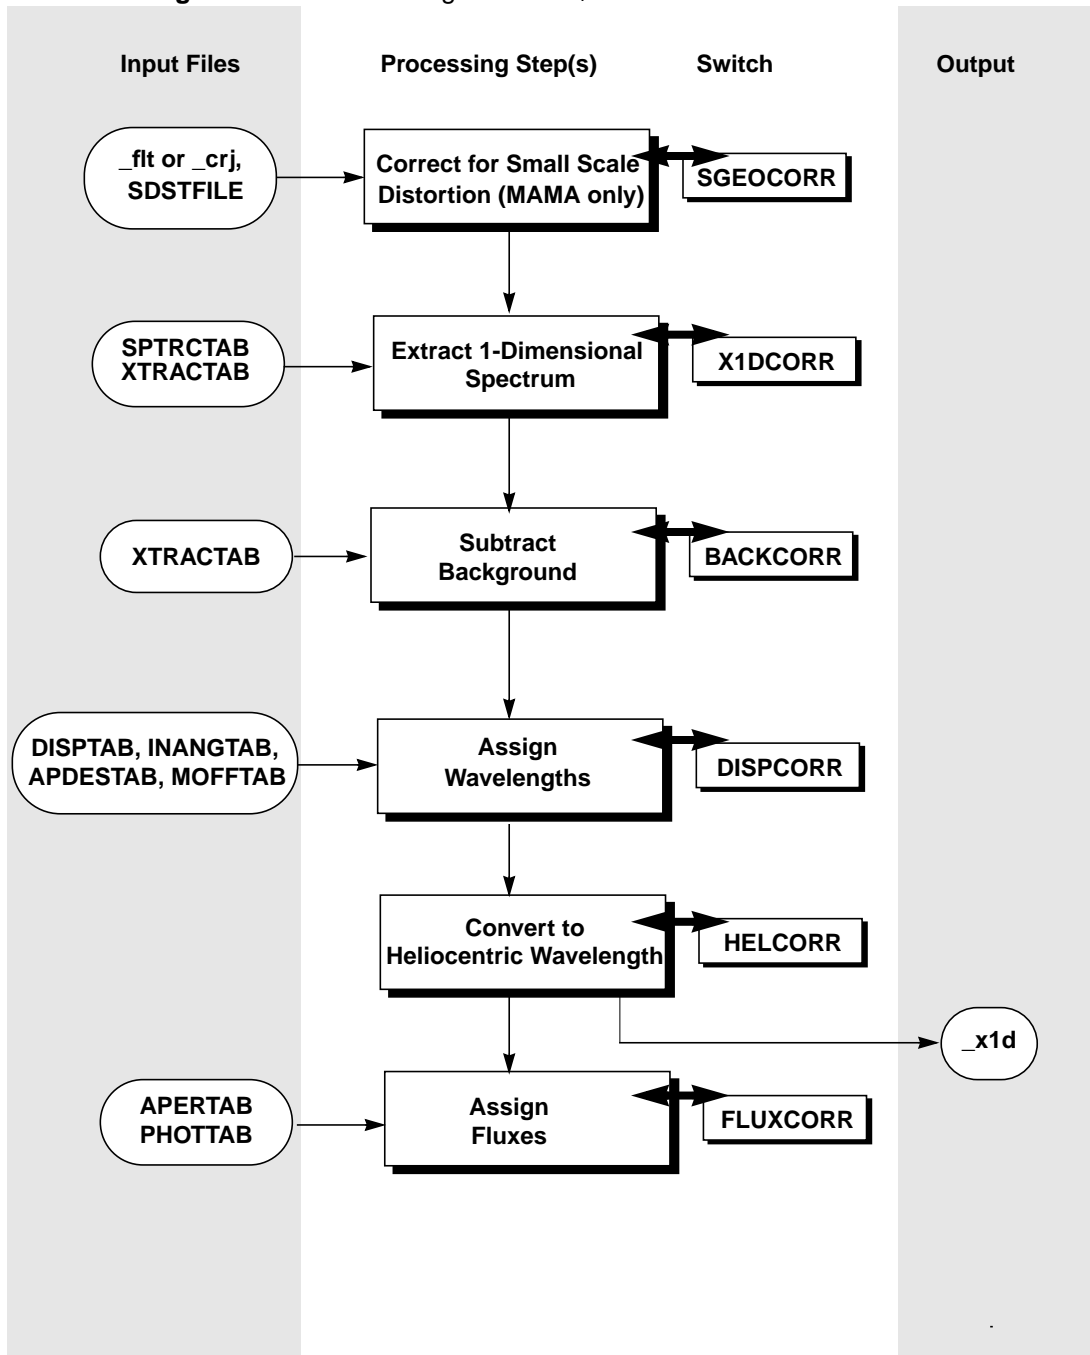 Input Files
Processing Step(s)
Switch
Output
_flt or _crj,
SDSTFILE
Correct for Small Scale
Distortion (MAMA only)
SGEOCORR
SPTRCTAB
XTRACTAB
Extract 1-Dimensional
Spectrum
X1DCORR
XTRACTAB
Subtract
Background
BACKCORR
DISPTAB, INANGTAB,
APDESTAB, MOFFTAB
Assign
Wavelengths
DISPCORR
Convert to
Heliocentric Wavelength
HELCORR
_x1d
APERTAB
PHOTTAB
Assign
Fluxes
FLUXCORR